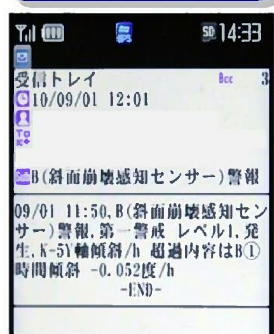 SD 14:33
受信トレイ Bcc 3
10/09/01 12:01
B(斜面崩壊感知センサー)警報
09/01 11:50,B(斜面崩壊感知セン
サー)警報,第一警戒 レベル1,発
生,K-5Y軸傾斜/h 超過内容はB①
時間傾斜 -0.052度/h
-END-